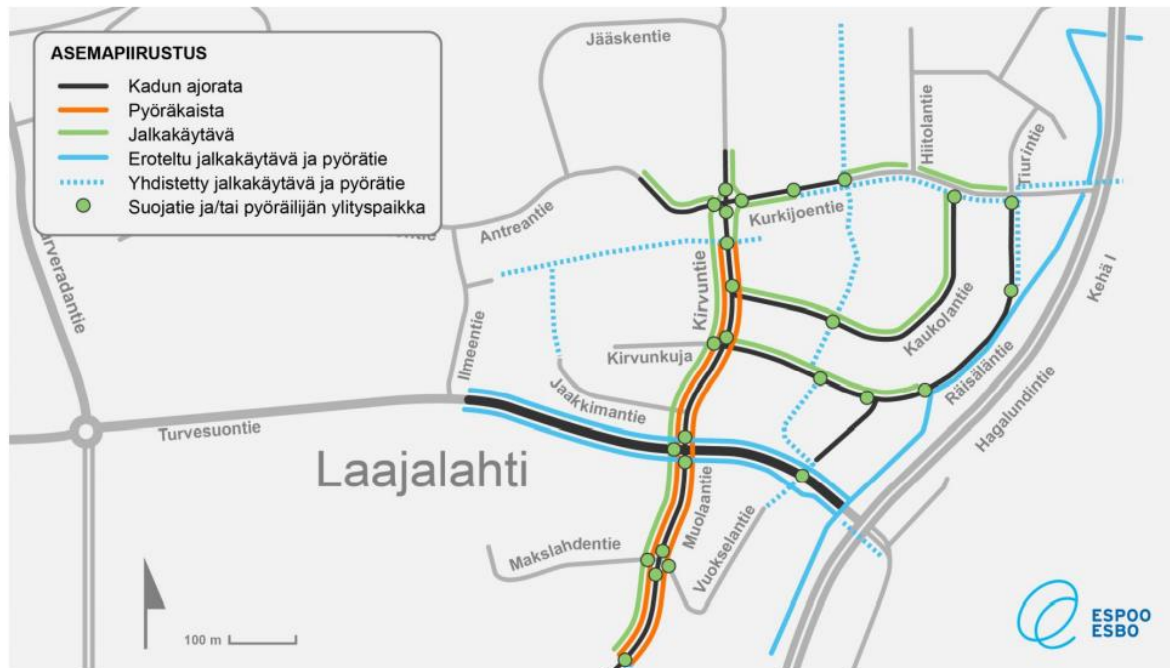 ASEMAPIIRUSTUS
Kadun ajorata
Pyöräkaista
Jalkakäytävä
Eroteltu jalkakäytävä ja pyörätie
Yhdistetty jalkakäytävä ja pyörätie
Suojatie ja/tai pyöräilijän ylityspaikka
Jääskentie
Hiitolantie
Tiurintie
Antreantie
Kurkijoentie
Kehä I
Kirvuntie
Ilmeentie
Kirvunkuja
Kaukolantie
Räisäläntie
Jaakkimantie
Hagalundintie
Turvesuontie
Laajalahti
Muolaantie
Vuokselantie
Makslahdentie
100 m
ESPOO
ESBO